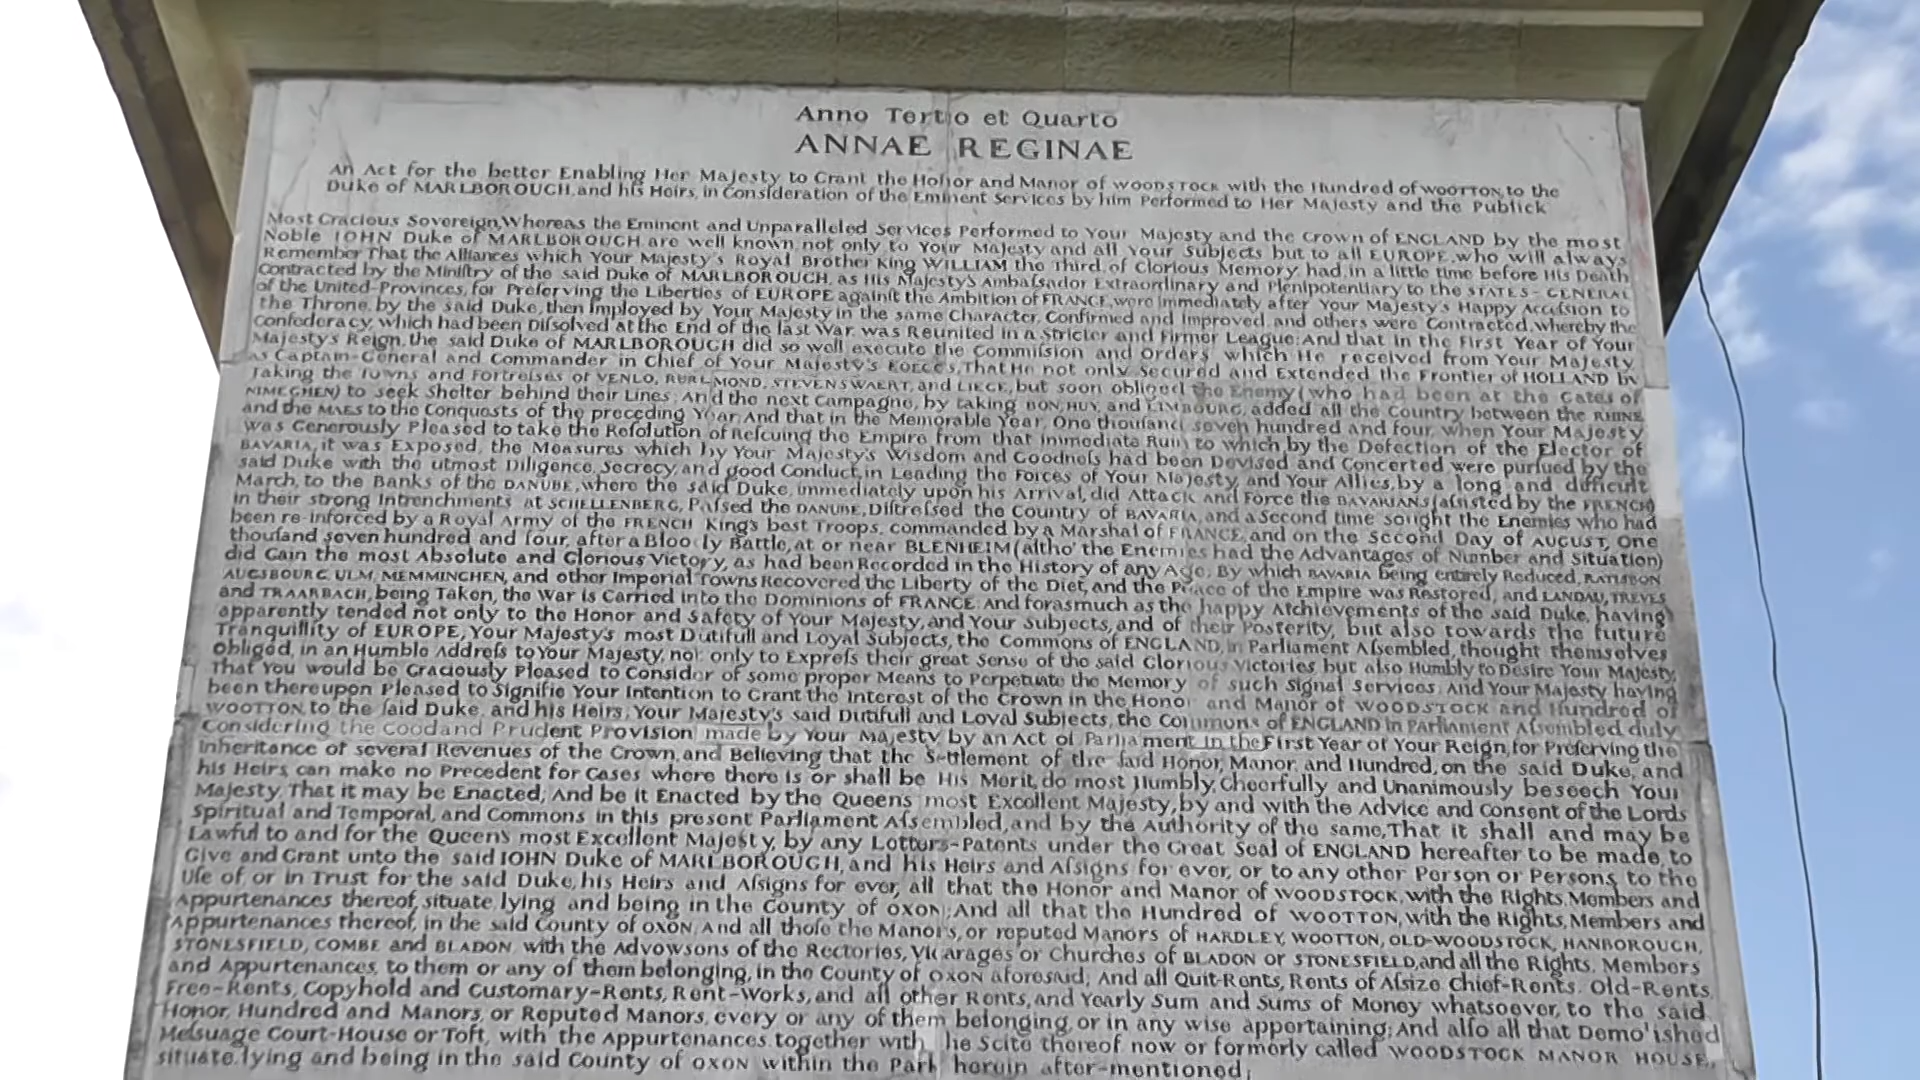 Anno Tertio et Quarto
ANNAE REGINAE
An Act for the better Enabling Her Majesty to Grant the Honor and Manor of WOODSTOCK with the Hundred of WOOTTON, to the
Duke of MARLBOROUGH, and his Heirs, in Consideration of the Eminent Services by him Performed to Her Majesty and the Publick
Most Gracious Sovereign, Whereas the Eminent and Unparalleled Services Performed to Your Majesty and the Crown of ENGLAND by the most
Noble IOHN Duke of MARLBOROUGH are well known not only to Your Majesty and all Your Subjects but to all EUROPE, who will always
Remember That the Alliances which Your Majesty's Royal Brother King WILLIAM the Third, of Glorious Memory, had, in a little time before His Death
Contracted by the Miniſtry of the said Duke of MARLBOROUGH, as His Majesty's Ambaſsador Extraordinary and Plenipotentiary to the STATES-GENERAL
of the United-Provinces, for Preſerving the Liberties of EUROPE againſt the Ambition of FRANCE, were immediately after Your Majesty's Happy Acceſsion to
the Throne, by the said Duke, then Imployed by Your Majesty in the same Character, Confirmed and Improved, and others were Contracted, whereby the
Confederacy, which had been Diſsolved at the End of the last War, was Reunited in a Stricter and Firmer League: And that in the First Year of Your
Majesty's Reign, the said Duke of MARLBOROUGH did so well execute the Commiſsion and Orders, which He received from Your Majesty
as Captain-General and Commander in Chief of Your Majesty's FORCES, That He not only Secured and Extended the Frontier of HOLLAND by
Taking the Towns and Fortreſses of VENLO, RUREMOND, STEVENSWAERT, and LIEGE, but soon obliged the Enemy (who had been at the Gates of
NIMEGHEN) to seek Shelter behind their Lines; And the next Campagne, by taking BON, HUY, and LIMBOURG, added all the Country between the RHINE
and the MAES to the Conquests of the preceding Year. And that in the Memorable Year, One thousand seven hundred and four, when Your Majesty
was Generously Pleased to take the Reſolution of Reſcuing the Empire from that immediate Ruin, to which by the Defection of the Elector of
BAVARIA, it was Exposed, the Measures which by Your Majesty's Wisdom and Goodneſs had been Devised and Concerted were purſued by the
said Duke with the utmost Diligence, Secrecy, and good Conduct, in Leading the Forces of Your Majesty, and Your Allies, by a long and difficult
March, to the Banks of the DANUBE, where the said Duke, immediately upon his Arrival, did Attack and Force the BAVARIANS (aſsisted by the FRENCH)
in their strong Intrenchments at SCHELLENBERG, Paſsed the DANUBE, Diſtreſsed the Country of BAVARIA, and a Second time sought the Enemies who had
been re-inforced by a Royal Army of the FRENCH King's best Troops, commanded by a Marshal of FRANCE, and on the Second Day of AUGUST, One
thouſand seven hundred and four, after a Bloody Battle, at or near BLENHEIM (altho' the Enemies had the Advantages of Number and Situation)
did Gain the most Absolute and Glorious Victory, as had been Recorded in the History of any Age; By which BAVARIA being entirely Reduced, RATISBON
AUGSBOURG, ULM, MEMMINGHEN, and other Imperial Towns Recovered the Liberty of the Diet, and the Peace of the Empire was Restored, and LANDAU, TREVES
and TRAARBACH, being Taken, the War is Carried into the Dominions of FRANCE. And forasmuch as the happy Atchievements of the said Duke, having
apparently tended not only to the Honor and Safety of Your Majesty, and Your Subjects, and of their Posterity, but also towards the future
Tranquillity of EUROPE, Your Majesty's most Dutifull and Loyal Subjects, the Commons of ENGLAND, in Parliament Aſsembled, thought themselves
obliged, in an Humble Addreſs to Your Majesty, not only to Expreſs their great Sense of the said Glorious Victories but also Humbly to Desire Your Majesty,
That You would be Graciously Pleased to Consider of some proper Means to Perpetuate the Memory of such Signal Services. And Your Majesty having
been thereupon Pleased to Signifie Your Intention to Grant the Interest of the Crown in the Honor and Manor of WOODSTOCK and Hundred of
WOOTTON, to the ſaid Duke, and his Heirs, Your Majesty's said Dutifull and Loyal Subjects, the Commons of ENGLAND in Parliament Aſsembled duly
Considering the Good and Prudent Provision made by Your Majesty by an Act of Parliament in the First Year of Your Reign, for Preſerving the
Inheritance of several Revenues of the Crown, and Believing that the Settlement of the ſaid Honor, Manor, and Hundred, on the said Duke, and
his Heirs, can make no Precedent for Cases where there is or shall be His Merit, do most Humbly, Cheerfully and Unanimously beseech Your
Majesty, That it may be Enacted; And be it Enacted by the Queens most Excellent Majesty, by and with the Advice and Consent of the Lords
Spiritual and Temporal, and Commons in this present Parliament Aſsembled, and by the Authority of the same, That it shall and may be
Lawful to and for the Queen's most Excellent Majesty, by any Letters-Patents under the Great Seal of ENGLAND hereafter to be made, to
Give and Grant unto the said IOHN Duke of MARLBOROUGH, and his Heirs and Aſsigns for ever, or to any other Person or Persons, to the
Uſe of or in Trust for the said Duke, his Heirs and Aſsigns for ever, all that the Honor and Manor of WOODSTOCK, with the Rights, Members and
Appurtenances thereof, situate, lying and being in the County of OXON; And all that the Hundred of WOOTTON, with the Rights, Members and
Appurtenances thereof, in the said County of OXON, And all thoſe the Manors, or reputed Manors of HARDLEY, WOOTTON, OLD-WOODSTOCK, HANBOROUGH,
STONESFIELD, COMBE and BLADON, with the Advowsons of the Rectories, Vicarages or Churches of BLADON or STONESFIELD, and all the Rights, Members
and Appurtenances, to them or any of them belonging, in the County of OXON aforesaid; And all Quit-Rents, Rents of Aſsize Chief-Rents, Old-Rents,
Free-Rents, Copyhold and Customary-Rents, Rent-Works, and all other Rents, and Yearly Sum and Sums of Money whatsoever, to the said
Honor, Hundred and Manors, or Reputed Manors, every or any of them belonging, or in any wise appertaining; And alſo all that Demolished
Meſsuage Court-House or Toft, with the Appurtenances together with the Scite thereof now or formerly called WOODSTOCK MANOR HOUSE,
situate, lying and being in the said County of OXON within the Park herein after-mentioned;